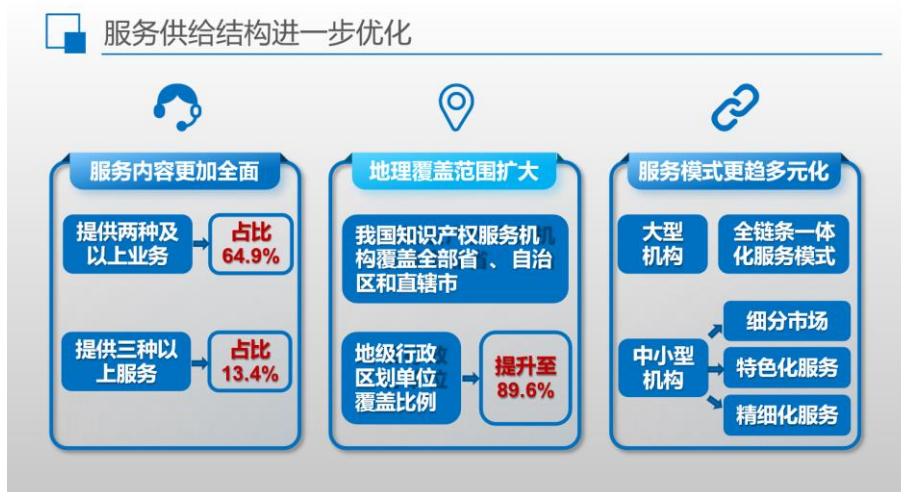 服务供给结构进一步优化
服务内容更加全面
提供两种及
以上业务
占比
64.9%
提供三种以
上服务
占比
13.4%
地理覆盖范围扩大
我国知识产权服务机
构覆盖全部省 、自治
区和直辖市
地级行政
区划单位
覆盖比例
提升至
89.6%
服务模式更趋多元化
大型
机构
全链条一体
化服务模式
中小型
机构
细分市场
特色化服务
精细化服务